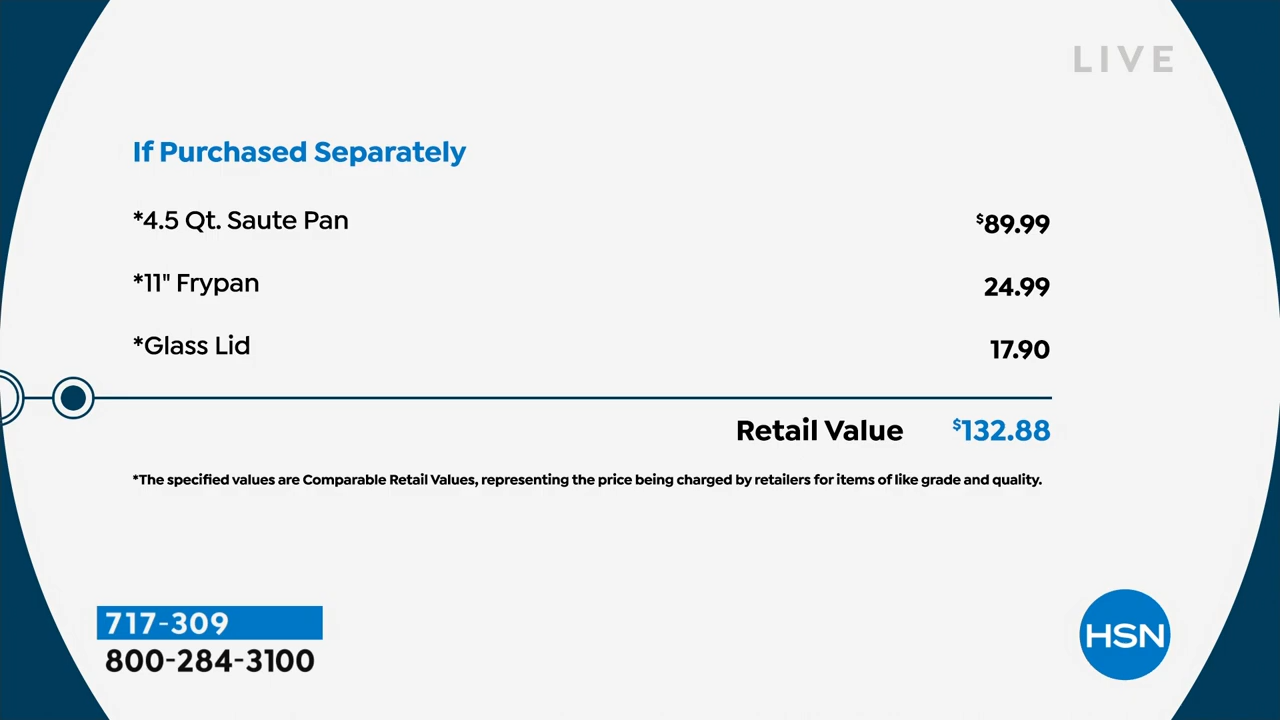 LIVE
If Purchased Separately
*4.5 Qt. Saute Pan $89.99
*11" Frypan 24.99
*Glass Lid 17.90
Retail Value $132.88
*The specified values are Comparable Retail Values, representing the price being charged by retailers for items of like grade and quality.
717-309
800-284-3100
HSN